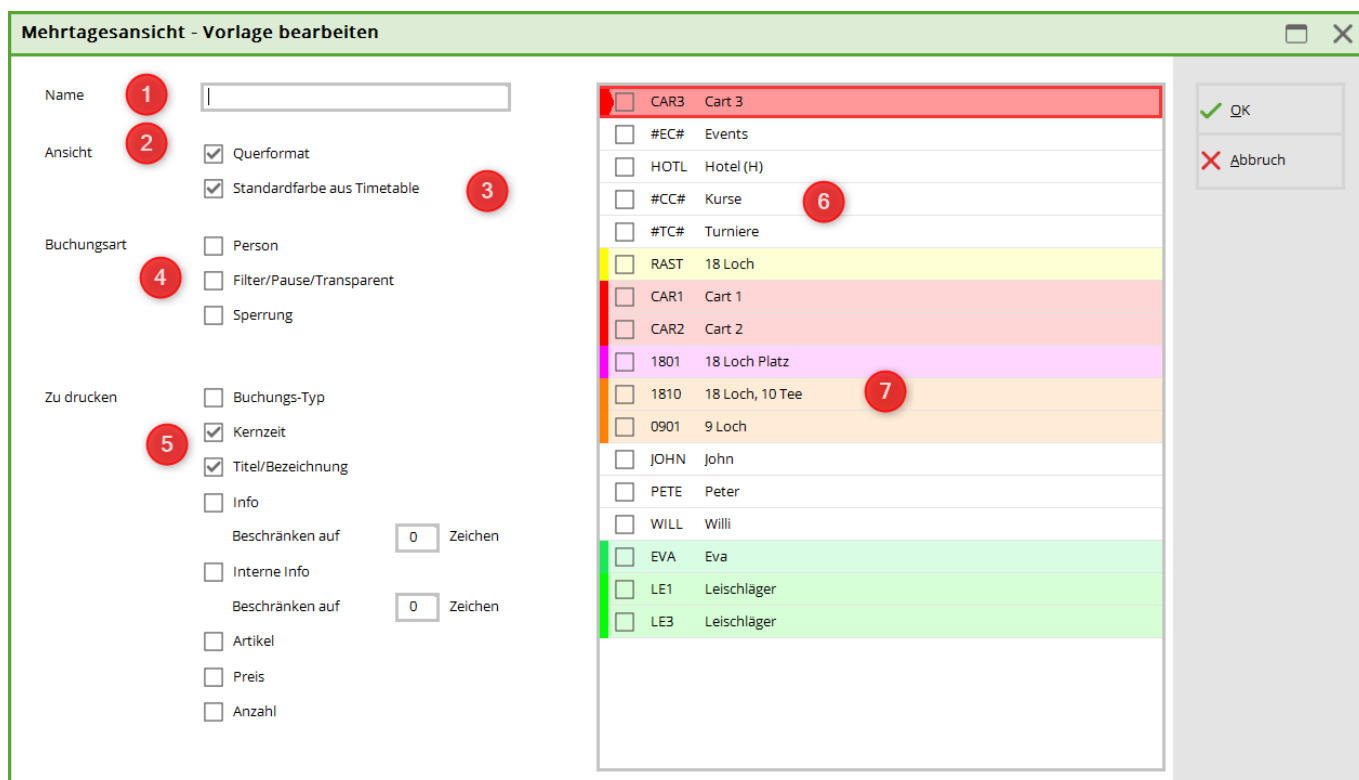 Mehrtagesansicht - Vorlage bearbeiten
Name 1
2
Ansicht Querformat
Standardfarbe aus Timetable 3
Buchungsart Person
4 Filter/Pause/Transparent
Sperrung
Zu drucken Buchungs-Typ
5 Kernzeit
Titel/Bezeichnung
Info
Beschränken auf 0 Zeichen
Interne Info
Beschränken auf 0 Zeichen
Artikel
Preis
Anzahl
CAR3 Cart 3
#EC# Events
HOTL Hotel (H)
#CC# Kurse 6
#TC# Turniere
RAST 18 Loch
CAR1 Cart 1
CAR2 Cart 2
1801 18 Loch Platz
1810 18 Loch, 10 Tee 7
0901 9 Loch
JOHN John
PETE Peter
WILL Willi
EVA Eva
LE1 Leischläger
LE3 Leischläger
OK
Abbruch